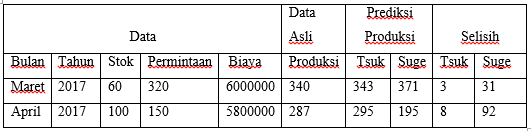 Data Data Asli Prediksi Produksi Selisih
Bulan Tahun Stok Permintaan Biaya Produksi Tsuk Suge Tsuk Suge
Maret 2017 60 320 6000000 340 343 371 3 31
April 2017 100 150 5800000 287 295 195 8 92